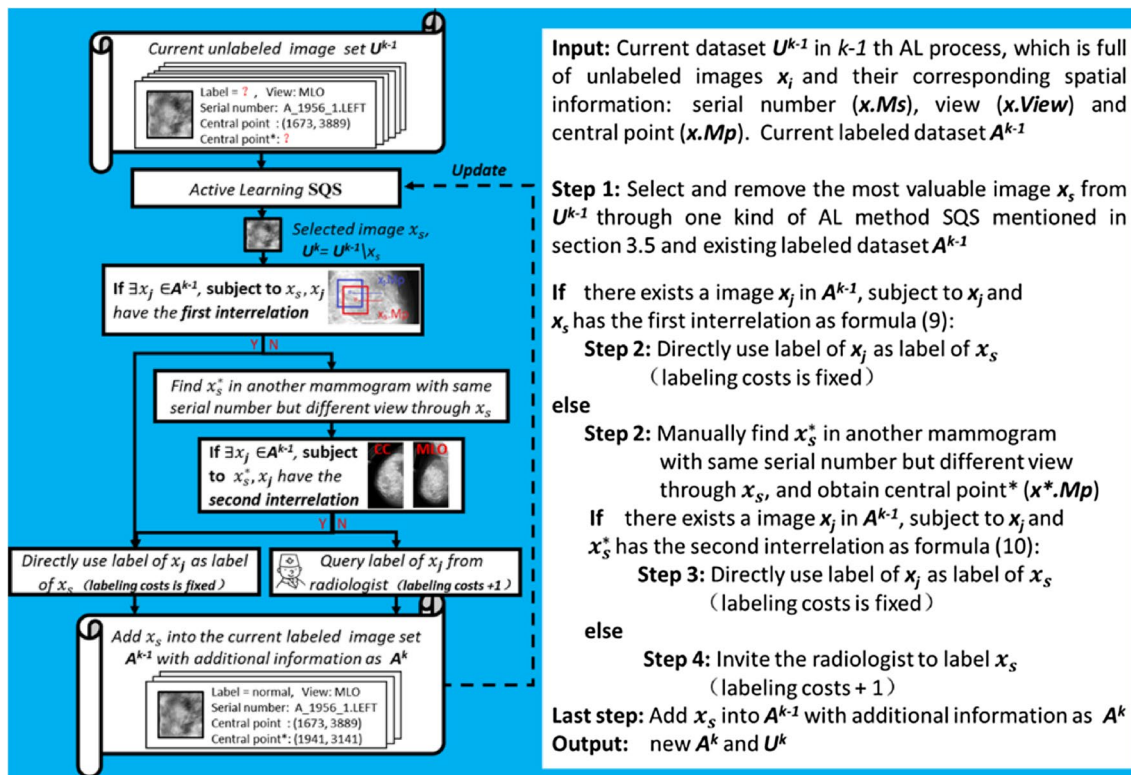 Current unlabeled image set U^k-1
Label = ? , View: MLO
Serial number: A_1956_1.LEFT
Central point : (1673, 3889)
Central point*: ?
Update
Active Learning SQS
Selected image x_s,
U^k= U^k-1\x_s
If ∃x_j ∈A^k-1, subject to x_s, x_j
have the first interrelation
x_j.Mp
x_s.Mp
Y N
Find x_s^* in another mammogram with same
serial number but different view through x_s
If ∃x_j ∈A^k-1, subject
to x_s^*, x_j have the
second interrelation
CC MLO
Y N
Directly use label of x_j as label
of x_s (labeling costs is fixed)
Query label of x_j from
radiologist (labeling costs +1)
Add x_s into the current labeled image set
A^k-1 with additional information as A^k
Label = normal, View: MLO
Serial number: A_1956_1.LEFT
Central point : (1673, 3889)
Central point*: (1941, 3141)
Input: Current dataset U^k-1 in k-1 th AL process, which is full
of unlabeled images x_i and their corresponding spatial
information: serial number (x.Ms), view (x.View) and
central point (x.Mp). Current labeled dataset A^k-1
Step 1: Select and remove the most valuable image x_s from
U^k-1 through one kind of AL method SQS mentioned in
section 3.5 and existing labeled dataset A^k-1
If there exists a image x_j in A^k-1, subject to x_j and
x_s has the first interrelation as formula (9):
Step 2: Directly use label of x_j as label of x_s
（labeling costs is fixed）
else
Step 2: Manually find x_s^* in another mammogram
with same serial number but different view
through x_s, and obtain central point* (x*.Mp)
If there exists a image x_j in A^k-1, subject to x_j and
x_s^* has the second interrelation as formula (10):
Step 3: Directly use label of x_j as label of x_s
（labeling costs is fixed）
else
Step 4: Invite the radiologist to label x_s
（labeling costs + 1）
Last step: Add x_s into A^k-1 with additional information as A^k
Output: new A^k and U^k